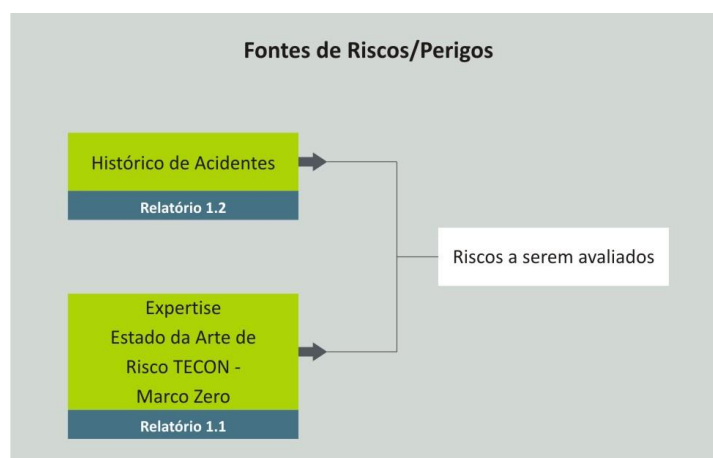 Fontes de Riscos/Perigos
Histórico de Acidentes
Relatório 1.2
Riscos a serem avaliados
Expertise
Estado da Arte de
Risco TECON -
Marco Zero
Relatório 1.1